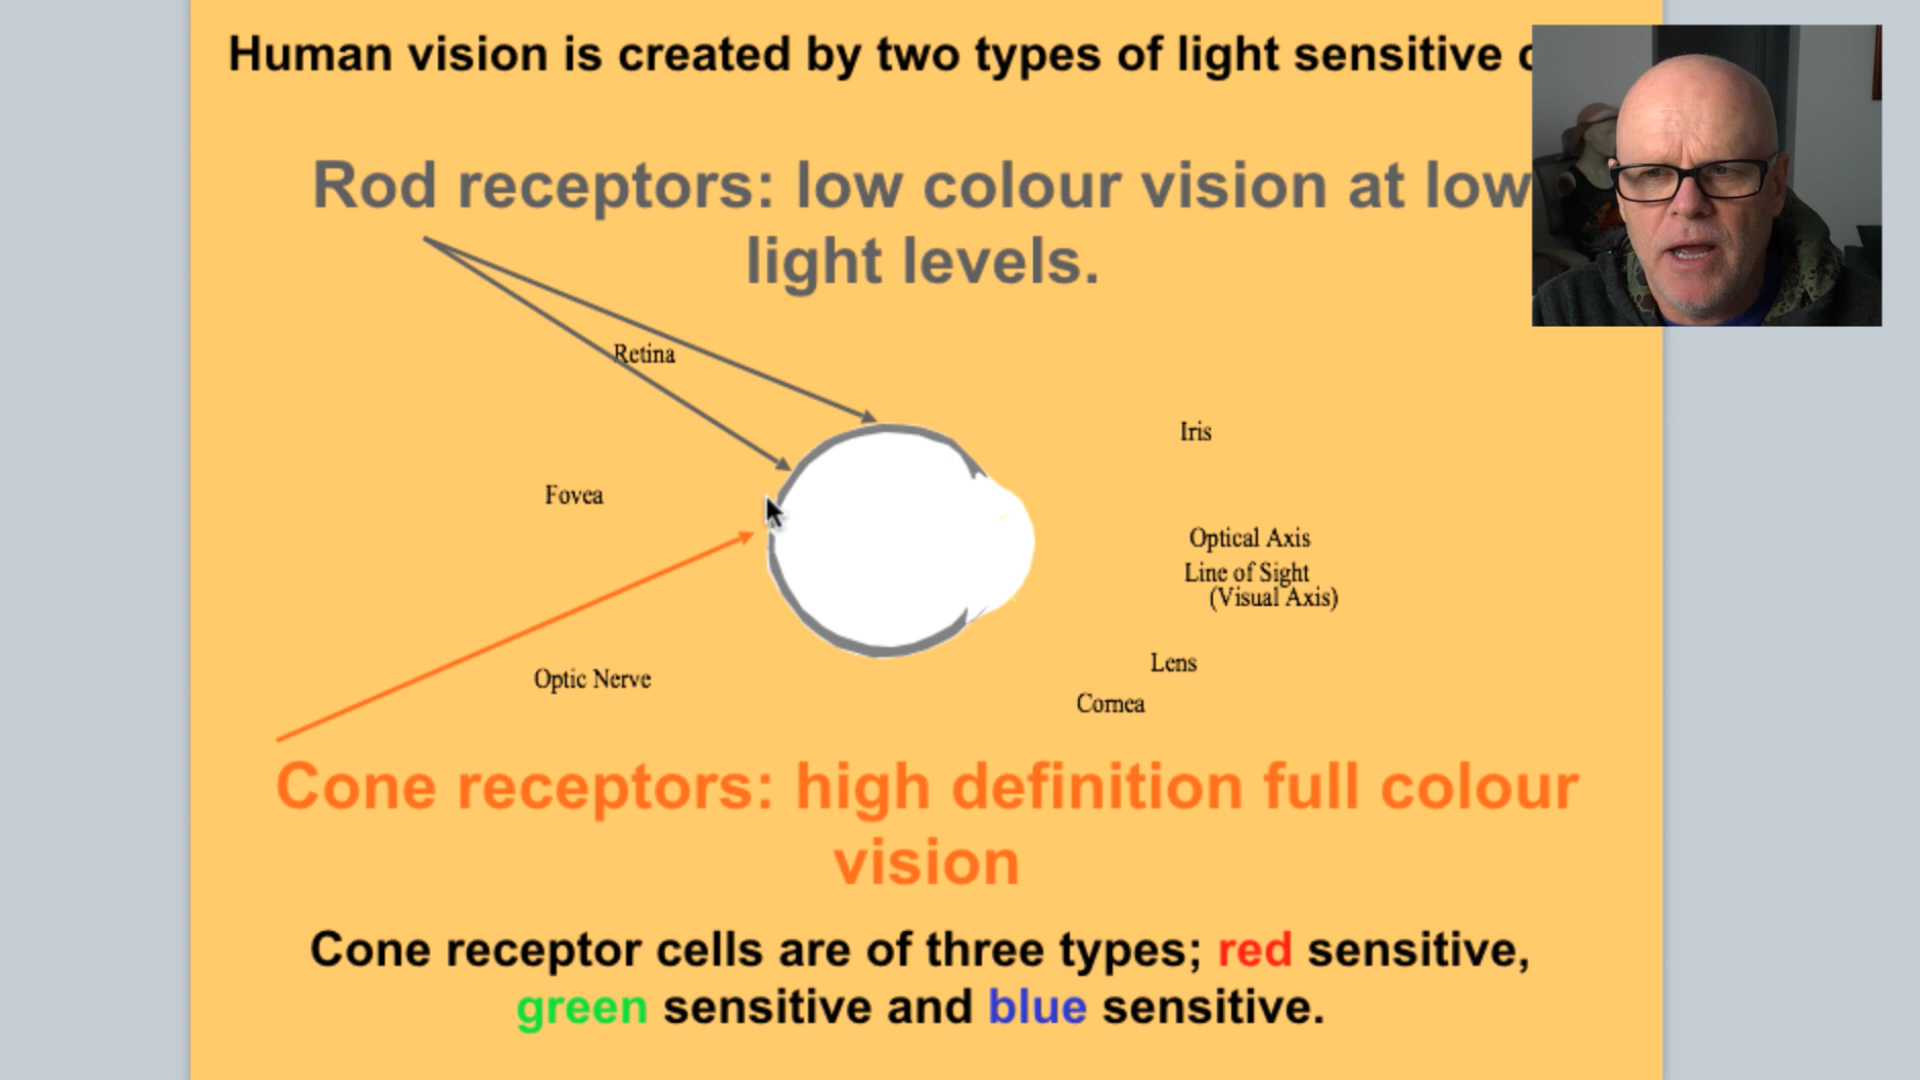 Human vision is created by two types of light sensitive
Rod receptors: low colour vision at low
light levels.
Retina
Iris
Fovea
Optical Axis
Line of Sight
(Visual Axis)
Lens
Optic Nerve
Cornea
Cone receptors: high definition full colour
vision
Cone receptor cells are of three types; red sensitive,
green sensitive and blue sensitive.